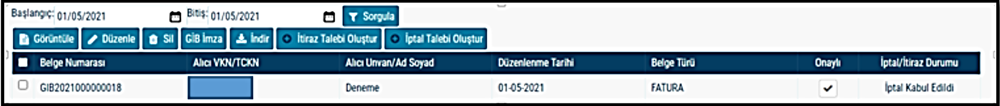 Başlangıç: 01/05/2021 Bitiş: 01/05/2021 Sorgula
Görüntüle Düzenle Sil GİB İmza İndir İtiraz Talebi Oluştur İptal Talebi Oluştur
Belge Numarası Alıcı VKN/TCKN Alıcı Unvan/Ad Soyad Düzenlenme Tarihi Belge Türü Onaylı İptal/İtiraz Durumu
GIB2021000000018 Deneme 01-05-2021 FATURA İptal Kabul Edildi